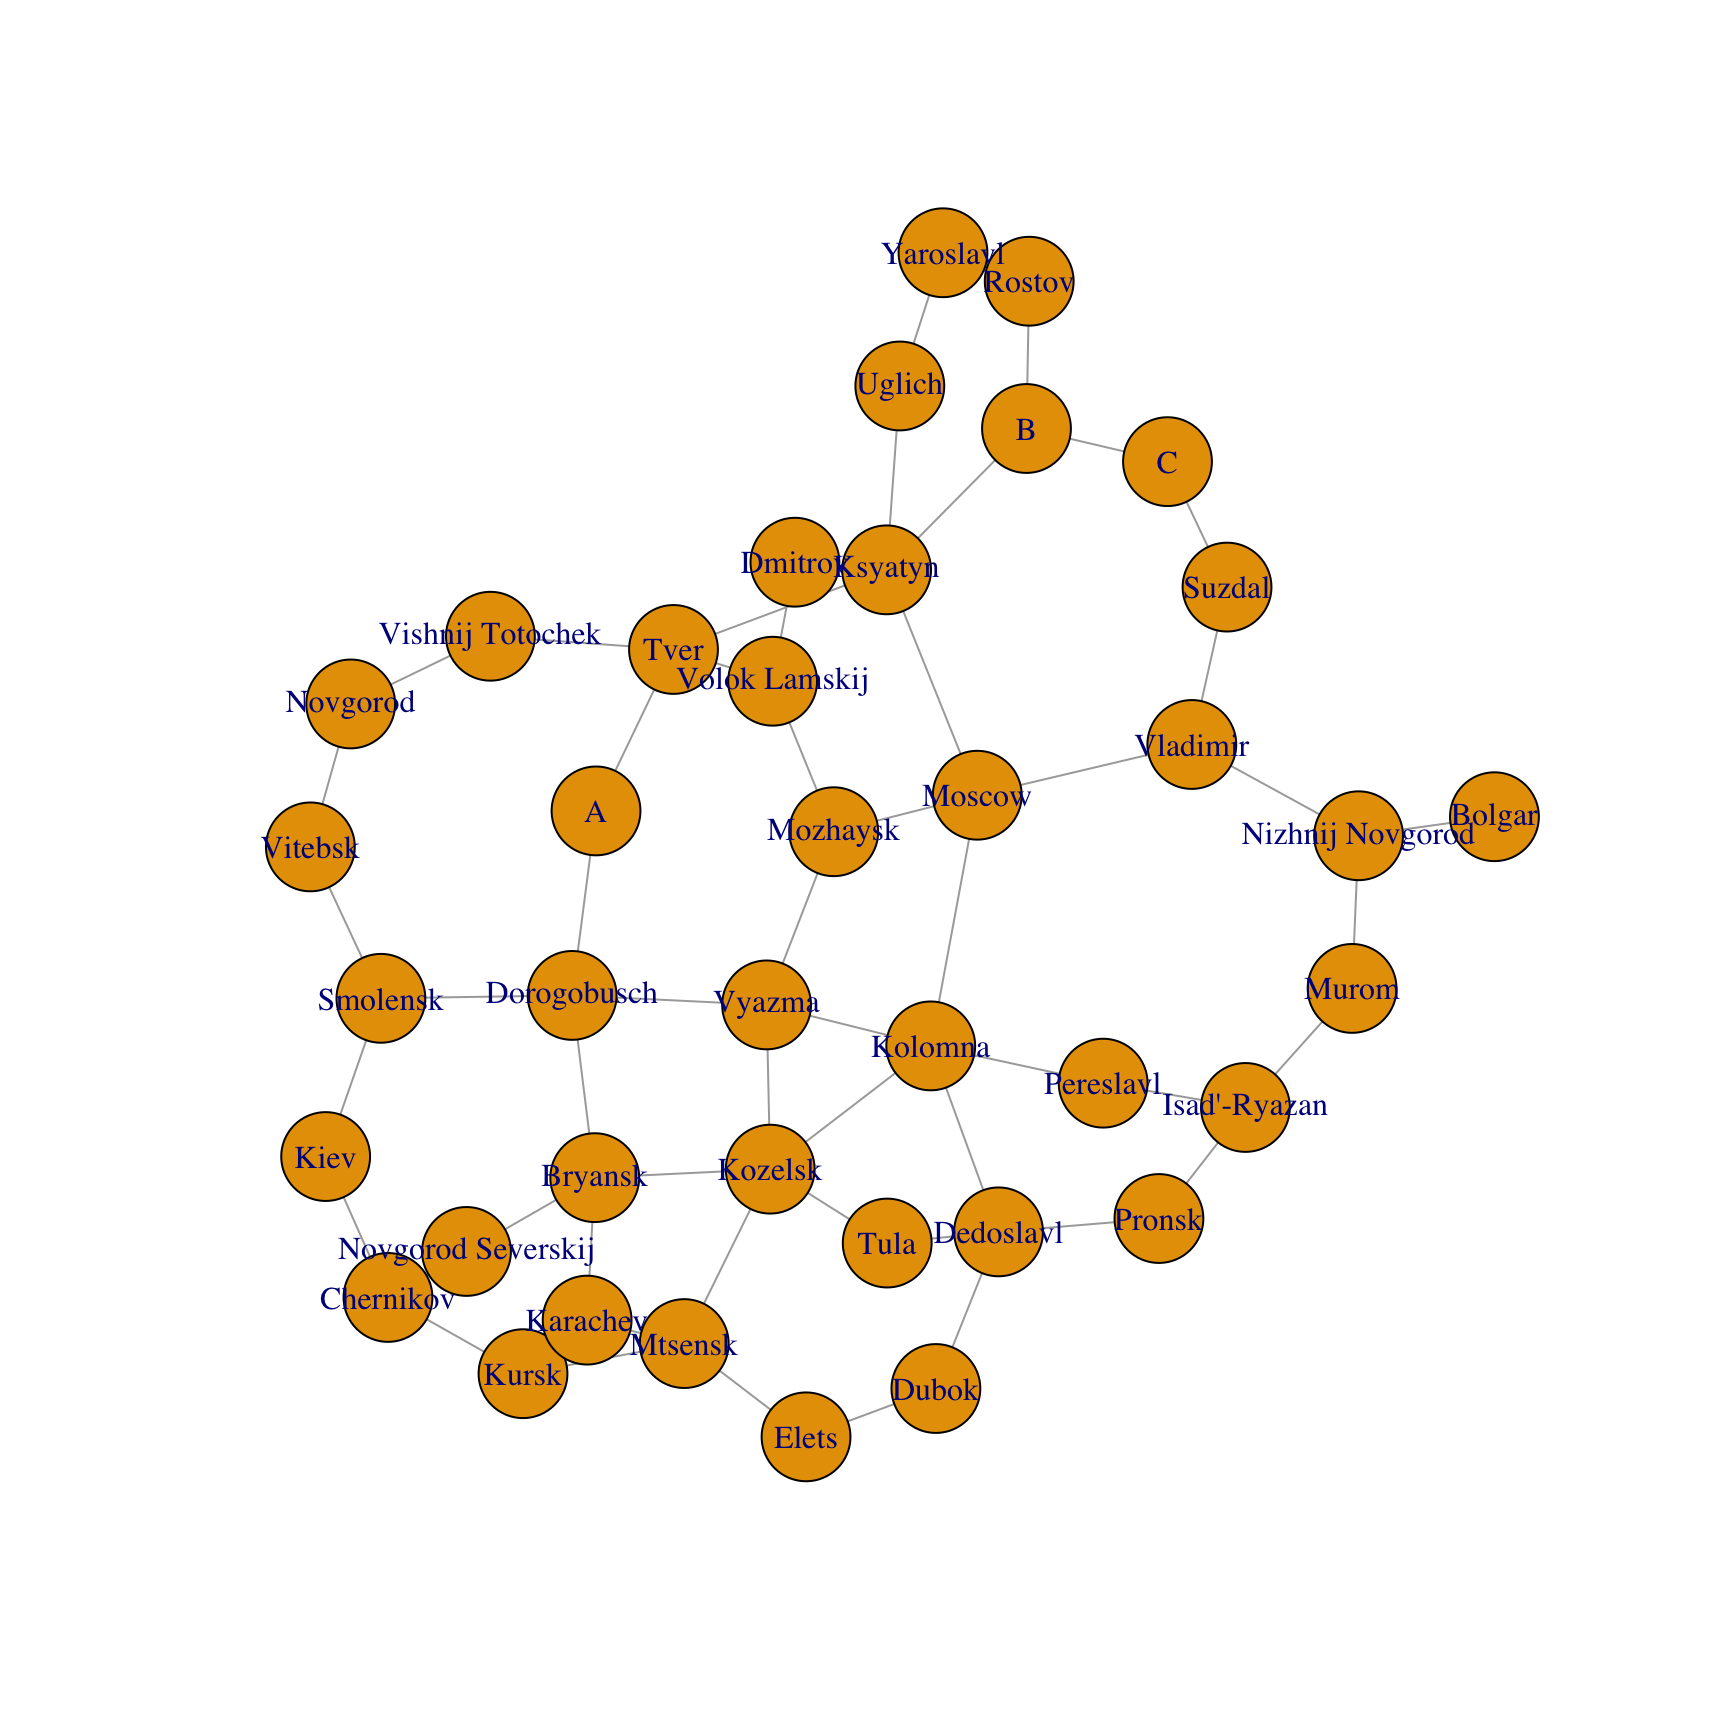 Yaroslavl
Rostov
Uglich
B
C
Dmitrov
Ksyatyn
Suzdal
Vishnij Totochek
Tver
Volok Lamskij
Novgorod
Vladimir
Moscow
A
Mozhaysk
Nizhnij Novgorod
Bolgar
Vitebsk
Smolensk
Dorogobusch
Vyazma
Murom
Kolomna
Pereslavl
Isad'-Ryazan
Kiev
Bryansk
Kozelsk
Pronsk
Novgorod Severskij
Tula
Dedoslavl
Chernikov
Karachev
Mtsensk
Kursk
Dubok
Elets